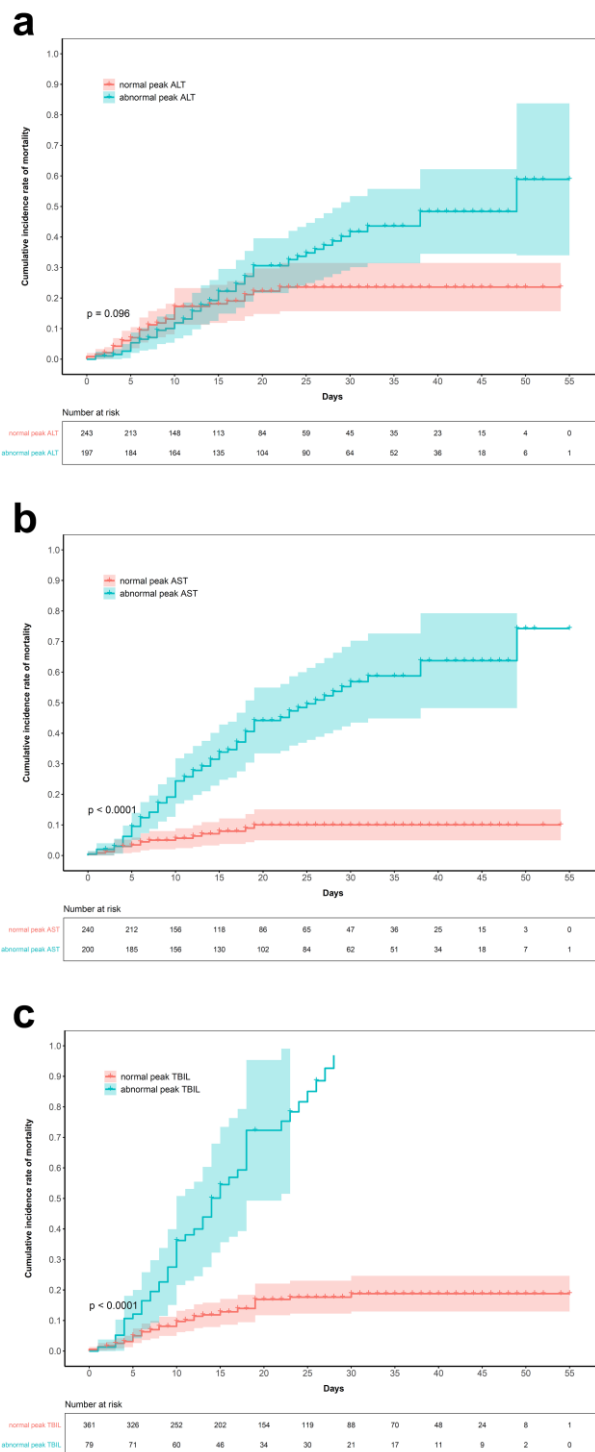 a
normal peak ALT
abnormal peak ALT
Cumulative incidence rate of mortality
1.0
0.9
0.8
0.7
0.6
0.5
0.4
0.3
0.2
0.1
0.0
p = 0.096
0 5 10 15 20 25 30 35 40 45 50 55
Days
Number at risk
normal peak ALT 243 213 148 113 84 59 45 35 23 15 4 0
abnormal peak ALT 197 184 164 135 104 90 64 52 36 18 6 1
b
normal peak AST
abnormal peak AST
Cumulative incidence rate of mortality
1.0
0.9
0.8
0.7
0.6
0.5
0.4
0.3
0.2
0.1
0.0
p < 0.0001
0 5 10 15 20 25 30 35 40 45 50 55
Days
Number at risk
normal peak AST 240 212 156 118 86 65 47 36 25 15 3 0
abnormal peak AST 200 185 156 130 102 84 62 51 34 18 7 1
c
normal peak TBIL
abnormal peak TBIL
Cumulative incidence rate of mortality
1.0
0.9
0.8
0.7
0.6
0.5
0.4
0.3
0.2
0.1
0.0
p < 0.0001
0 5 10 15 20 25 30 35 40 45 50 55
Days
Number at risk
normal peak TBIL 361 326 252 202 154 119 88 70 48 24 8 1
abnormal peak TBIL 79 71 60 46 34 30 21 17 11 9 2 0